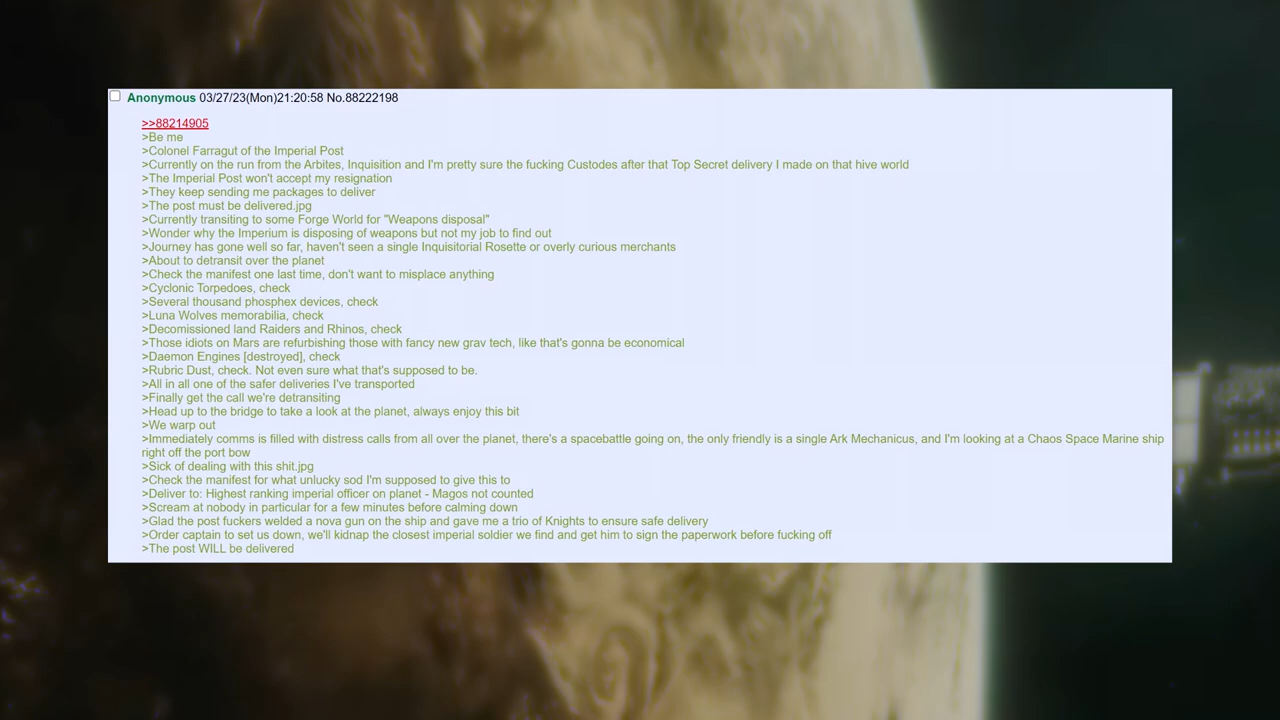 Anonymous 03/27/23(Mon)21:20:58 No.88222198
>>88214905
>Be me
>Colonel Farragut of the Imperial Post
>Currently on the run from the Arbites, Inquisition and I'm pretty sure the fucking Custodes after that Top Secret delivery I made on that hive world
>The Imperial Post won't accept my resignation
>They keep sending me packages to deliver
>The post must be delivered.jpg
>Currently transiting to some Forge World for "Weapons disposal"
>Wonder why the Imperium is disposing of weapons but not my job to find out
>Journey has gone well so far, haven't seen a single Inquisitorial Rosette or overly curious merchants
>About to detransit over the planet
>Check the manifest one last time, don't want to misplace anything
>Cyclonic Torpedoes, check
>Several thousand phosphex devices, check
>Luna Wolves memorabilia, check
>Decomissioned land Raiders and Rhinos, check
>Those idiots on Mars are refurbishing those with fancy new grav tech, like that's gonna be economical
>Daemon Engines [destroyed], check
>Rubric Dust, check. Not even sure what that's supposed to be.
>All in all one of the safer deliveries I've transported
>Finally get the call we're detransiting
>Head up to the bridge to take a look at the planet, always enjoy this bit
>We warp out
>Immediately comms is filled with distress calls from all over the planet, there's a spacebattle going on, the only friendly is a single Ark Mechanicus, and I'm looking at a Chaos Space Marine ship
right off the port bow
>Sick of dealing with this shit.jpg
>Check the manifest for what unlucky sod I'm supposed to give this to
>Deliver to: Highest ranking imperial officer on planet - Magos not counted
>Scream at nobody in particular for a few minutes before calming down
>Glad the post fuckers welded a nova gun on the ship and gave me a trio of Knights to ensure safe delivery
>Order captain to set us down, we'll kidnap the closest imperial soldier we find and get him to sign the paperwork before fucking off
>The post WILL be delivered